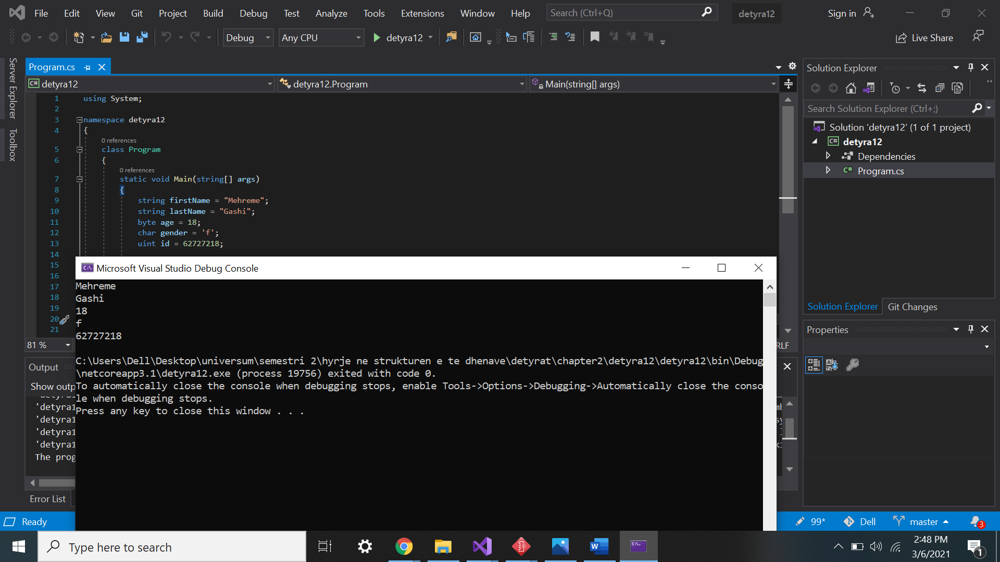 File Edit View Git Project Build Debug Test Analyze Tools Extensions Window Help Search (Ctrl+Q) detyra12 Sign in
Debug Any CPU detyra12 Live Share
Server Explorer
Toolbox
Program.cs
detyra12 detyra12.Program Main(string[] args)
1 using System;
2
3 namespace detyra12
4 {
0 references
5 class Program
6 {
0 references
7 static void Main(string[] args)
8 {
9 string firstName = "Mehreme";
10 string lastName = "Gashi";
11 byte age = 18;
12 char gender = 'f';
13 uint id = 62727218;
14
15
16
17
18
19
20
21
81 %
RLF
Microsoft Visual Studio Debug Console
Mehreme
Gashi
18
f
62727218
C:\Users\Dell\Desktop\universum\semestri 2\hyrje ne strukturen e te dhenave\detyrat\chapter2\detyra12\detyra12\bin\Debug
\netcoreapp3.1\detyra12.exe (process 19756) exited with code 0.
To automatically close the console when debugging stops, enable Tools->Options->Debugging->Automatically close the conso
le when debugging stops.
Press any key to close this window . . .
Output
Show outp
'detyra1
'detyra1
'detyra1
'detyra1
The prog
Error List
Solution Explorer
Search Solution Explorer (Ctrl+;)
Solution 'detyra12' (1 of 1 project)
detyra12
Dependencies
Program.cs
Solution Explorer Git Changes
Properties
Ready 99* Dell master 3
Type here to search
2:48 PM
3/6/2021
1